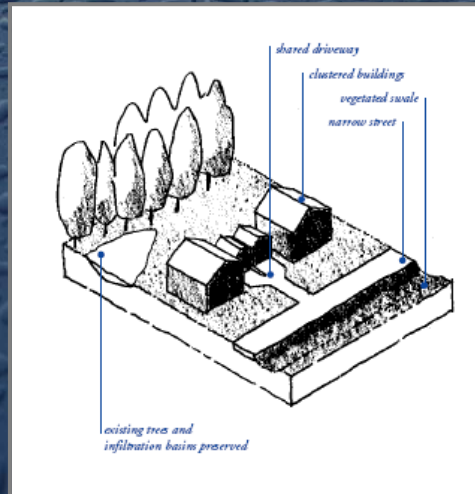 shared driveway
clustered buildings
vegetated swale
narrow street
existing trees and
infiltration basins preserved